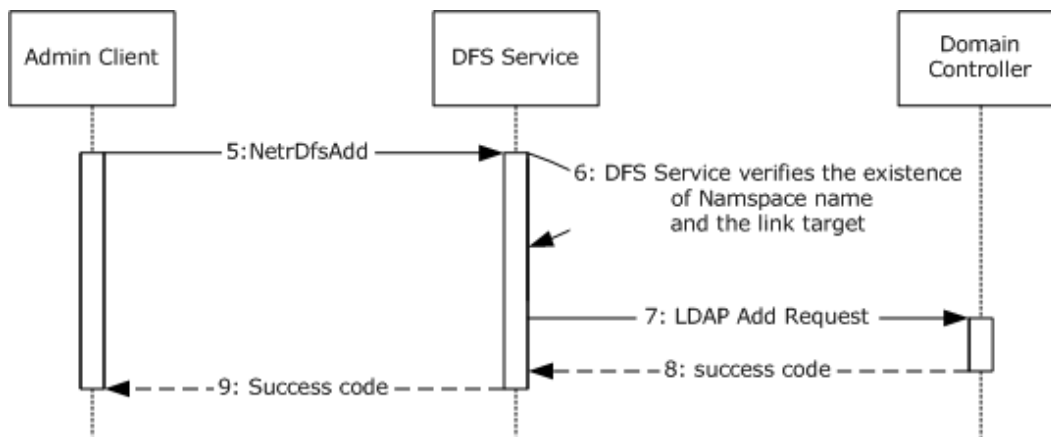 Admin Client
DFS Service
Domain
Controller
5:NetrDfsAdd
6: DFS Service verifies the existence
of Namspace name
and the link target
7: LDAP Add Request
8: success code
9: Success code